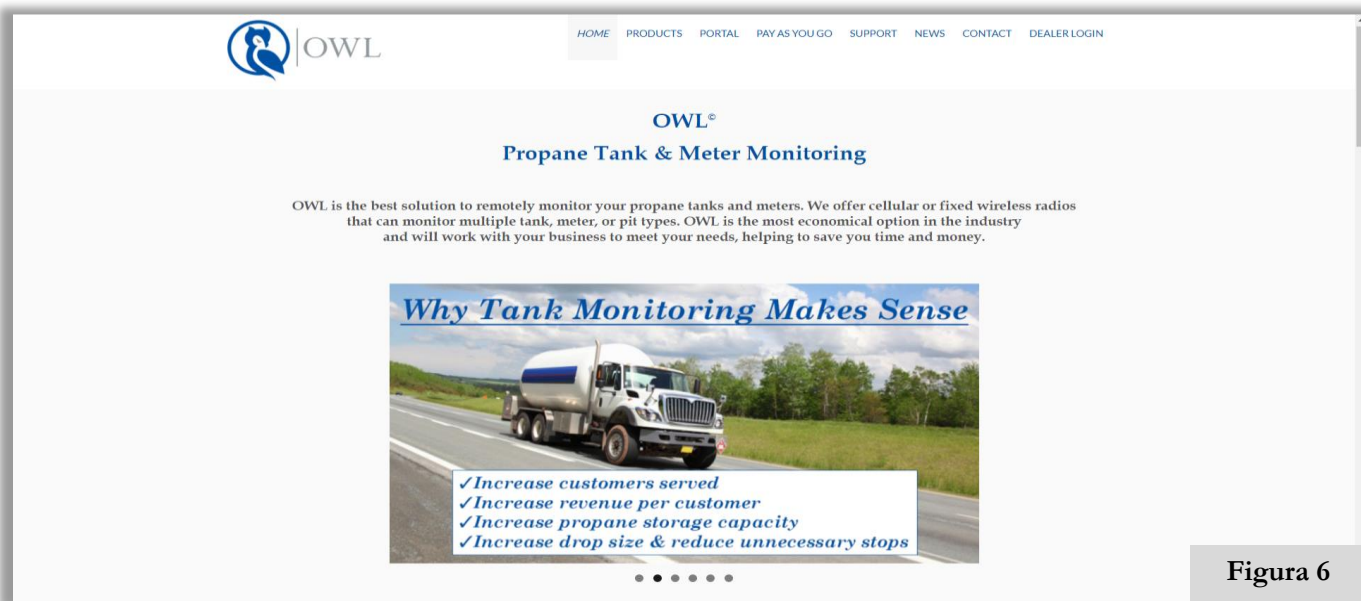 OWL
HOME PRODUCTS PORTAL PAY AS YOU GO SUPPORT NEWS CONTACT DEALER LOGIN
OWL©
Propane Tank & Meter Monitoring
OWL is the best solution to remotely monitor your propane tanks and meters. We offer cellular or fixed wireless radios
that can monitor multiple tank, meter, or pit types. OWL is the most economical option in the industry
and will work with your business to meet your needs, helping to save you time and money.
Why Tank Monitoring Makes Sense
✓Increase customers served
✓Increase revenue per customer
✓Increase propane storage capacity
✓Increase drop size & reduce unnecessary stops
Figura 6